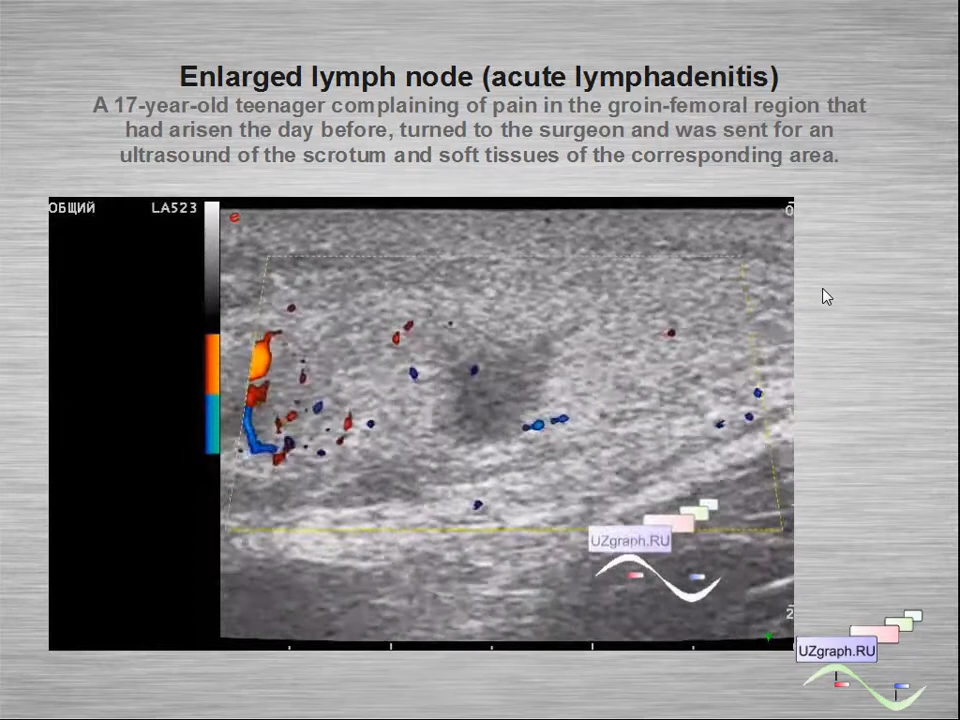 Enlarged lymph node (acute lymphadenitis)
A 17-year-old teenager complaining of pain in the groin-femoral region that
had arisen the day before, turned to the surgeon and was sent for an
ultrasound of the scrotum and soft tissues of the corresponding area.
ОБЩИЙ LA523
e
0
UZgraph.RU
2
UZgraph.RU